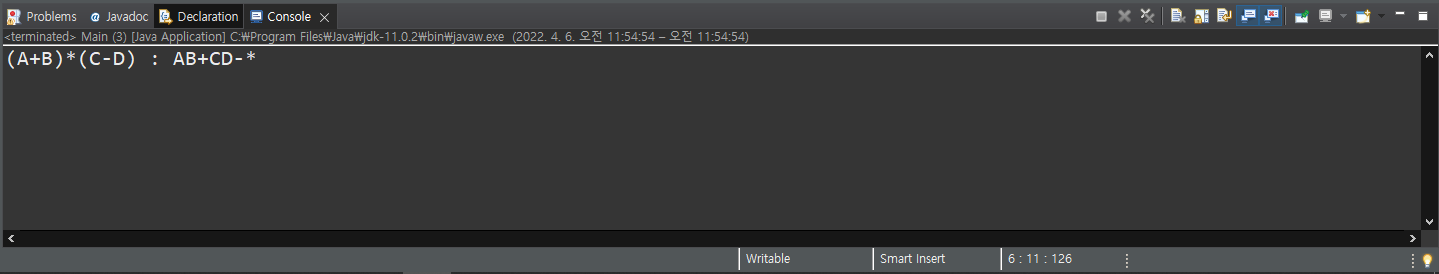 Problems @ Javadoc Declaration Console
<terminated> Main (3) [Java Application] C:₩Program Files₩Java₩jdk-11.0.2₩bin₩javaw.exe (2022. 4. 6. 오전 11:54:54 – 오전 11:54:54)
(A+B)*(C-D) : AB+CD-*
Writable Smart Insert 6 : 11 : 126